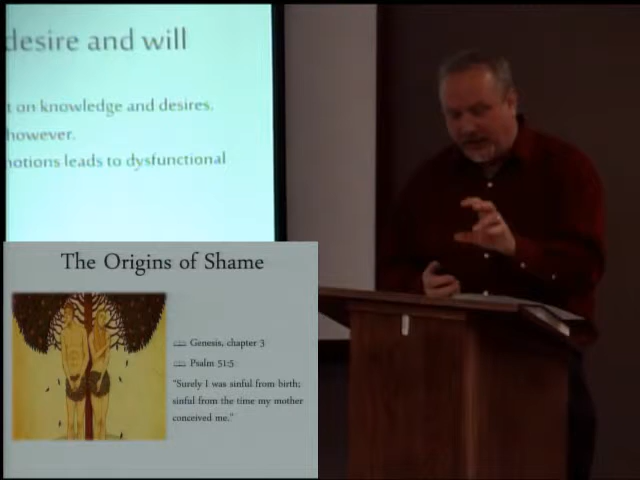 desire and will
t on knowledge and desires.
however.
notions leads to dysfunctional
The Origins of Shame
Genesis, chapter 3
Psalm 51:5
"Surely I was sinful from birth;
sinful from the time my mother
conceived me."